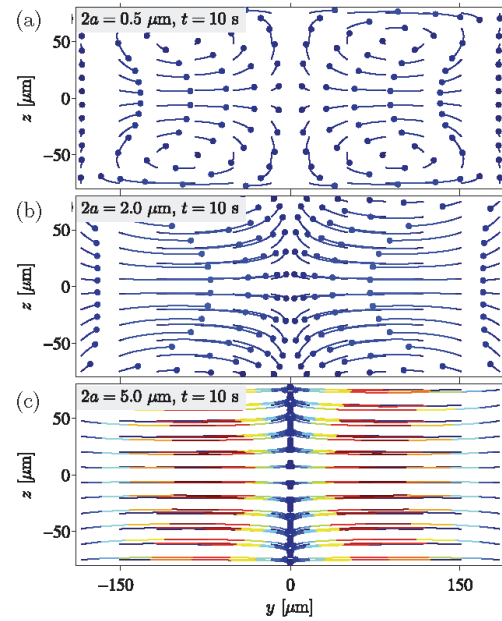 (a)
2a = 0.5 μm, t = 10 s
50
0
−50
z [μm]
(b)
2a = 2.0 μm, t = 10 s
50
0
−50
z [μm]
(c)
2a = 5.0 μm, t = 10 s
50
0
−50
z [μm]
−150
0
150
y [μm]